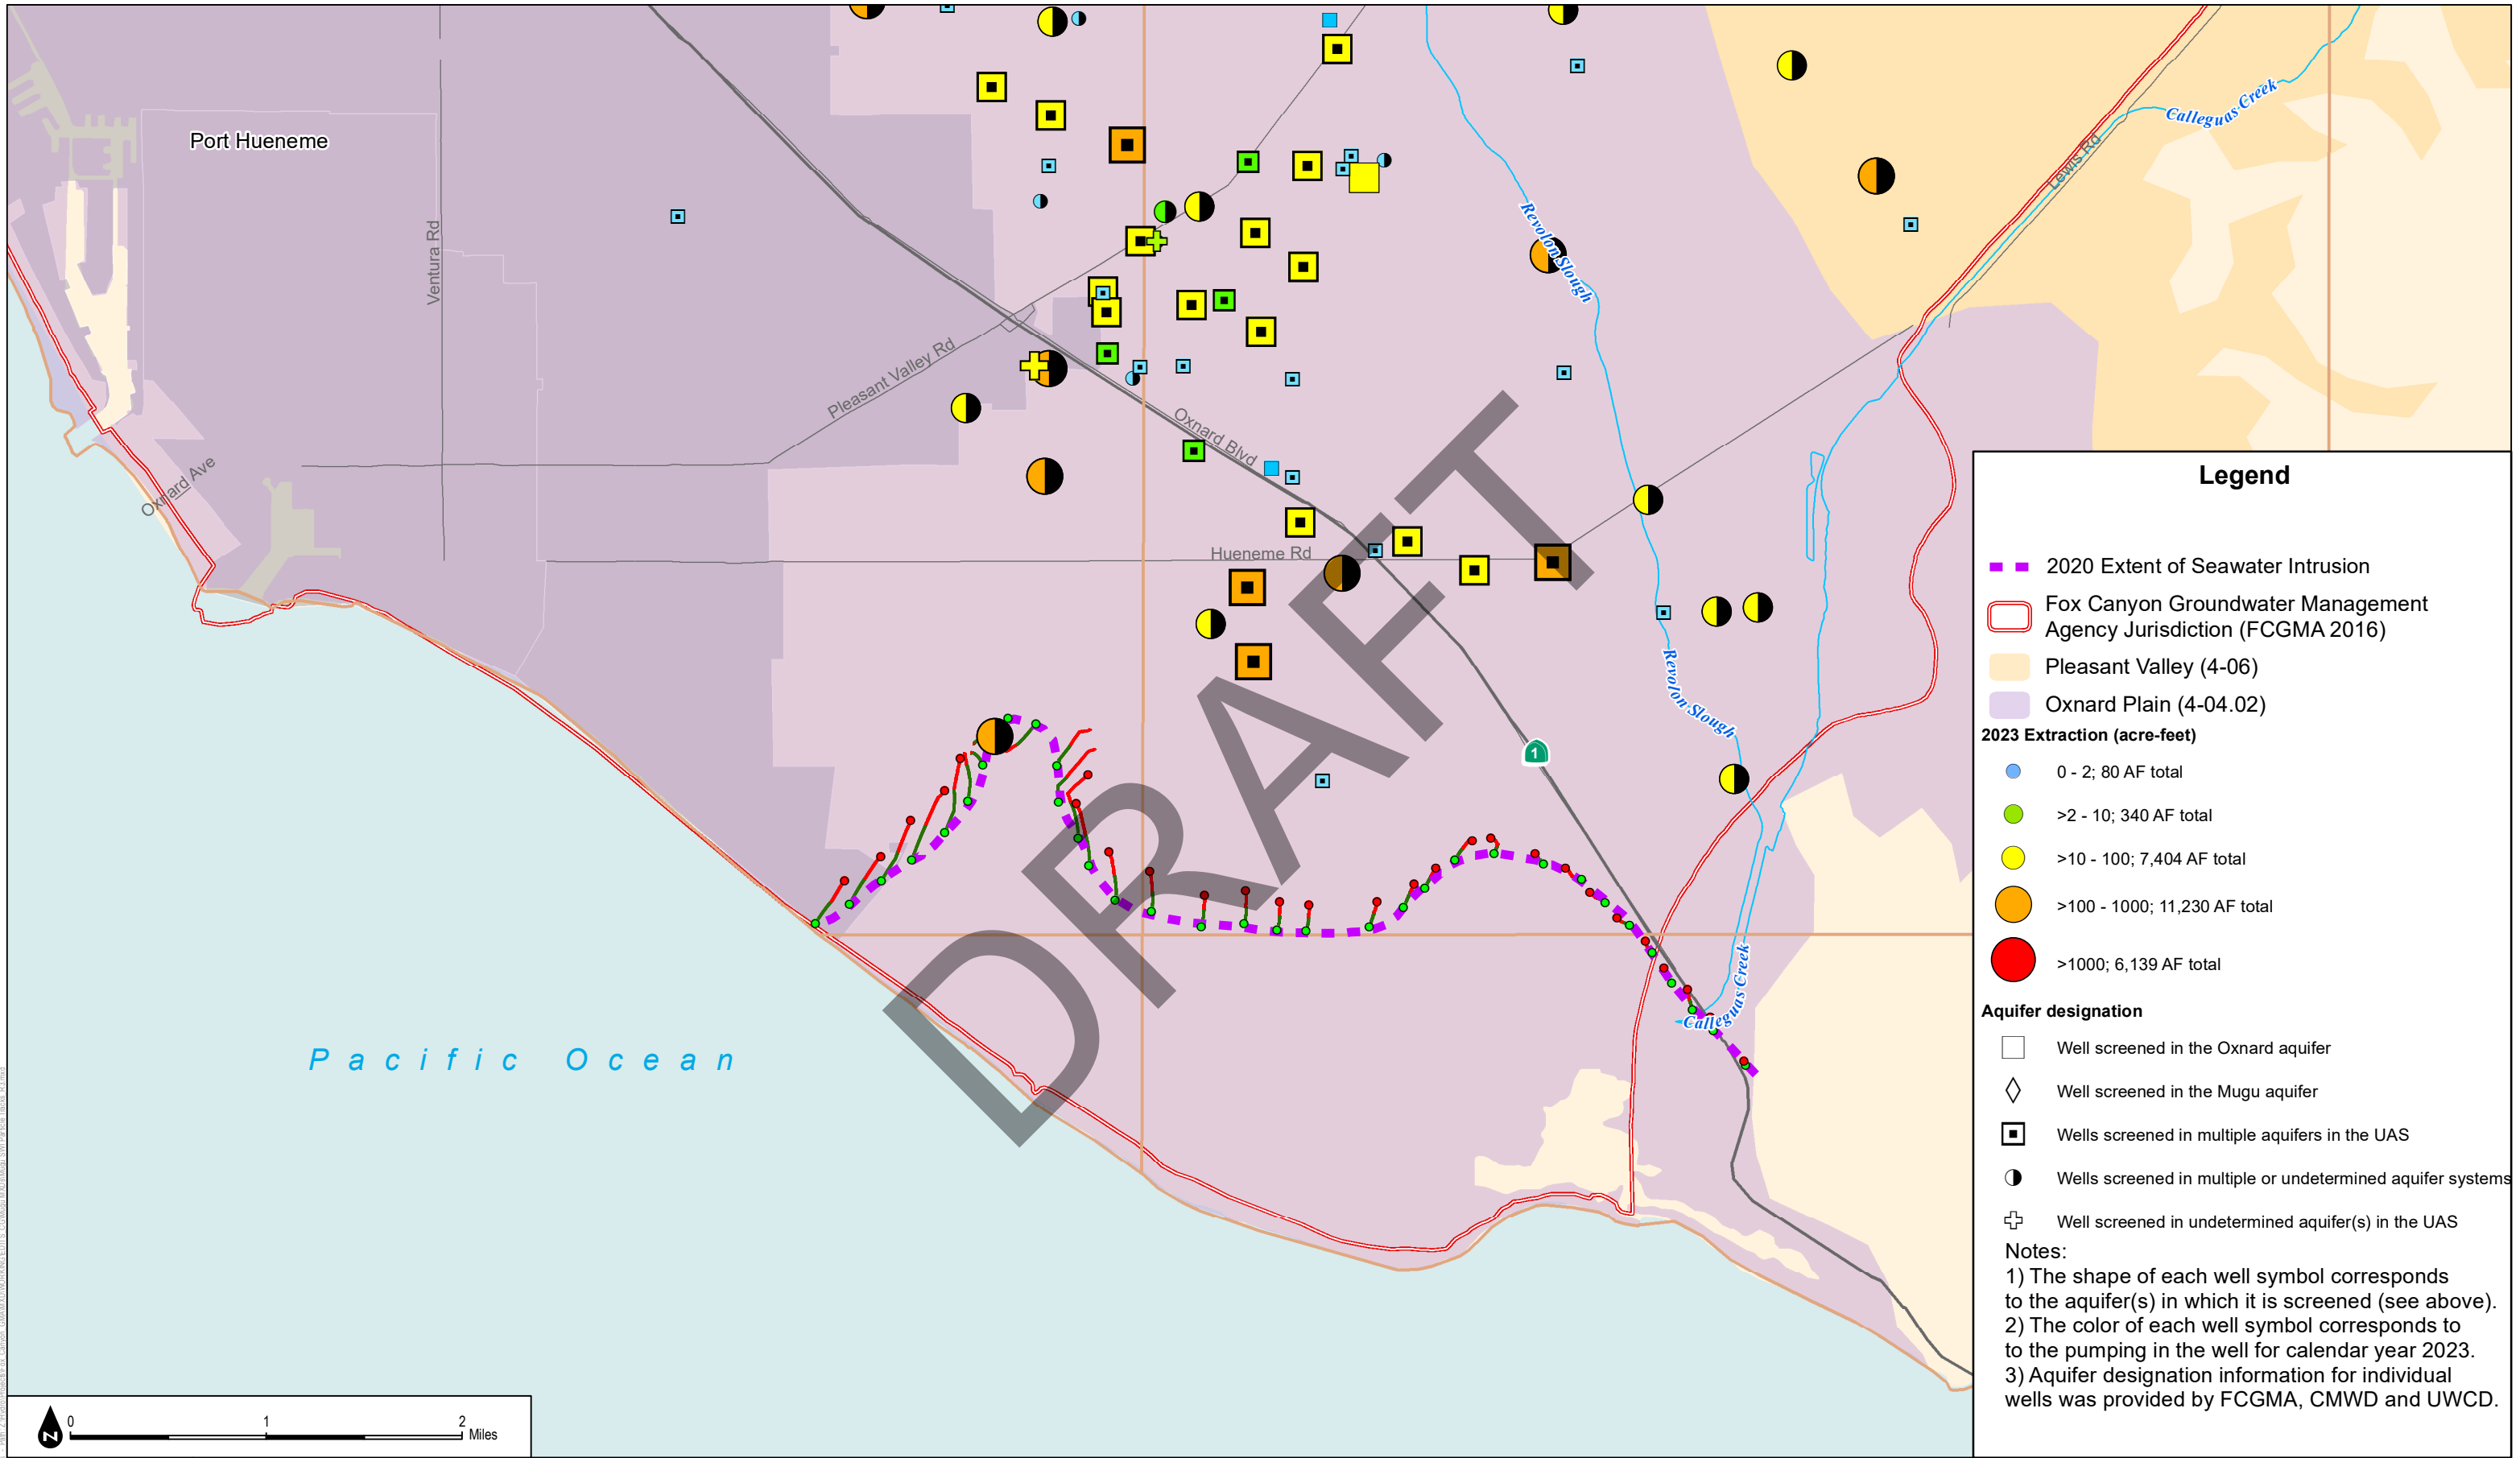 Port Hueneme
Ventura Rd
Oxnard Ave
Pleasant Valley Rd
Oxnard Blvd
Hueneme Rd
Revolon Slough
Revolon Slough
Calleguas Creek
Lewis Rd
Calleguas Creek
1
Pacific Ocean
DRAFT
N
0 1 2
Miles
Legend
2020 Extent of Seawater Intrusion
Fox Canyon Groundwater Management
Agency Jurisdiction (FCGMA 2016)
Pleasant Valley (4-06)
Oxnard Plain (4-04.02)
2023 Extraction (acre-feet)
0 - 2; 80 AF total
>2 - 10; 340 AF total
>10 - 100; 7,404 AF total
>100 - 1000; 11,230 AF total
>1000; 6,139 AF total
Aquifer designation
Well screened in the Oxnard aquifer
Well screened in the Mugu aquifer
Wells screened in multiple aquifers in the UAS
Wells screened in multiple or undetermined aquifer systems
Well screened in undetermined aquifer(s) in the UAS
Notes:
1) The shape of each well symbol corresponds
to the aquifer(s) in which it is screened (see above).
2) The color of each well symbol corresponds to
to the pumping in the well for calendar year 2023.
3) Aquifer designation information for individual
wells was provided by FCGMA, CMWD and UWCD.